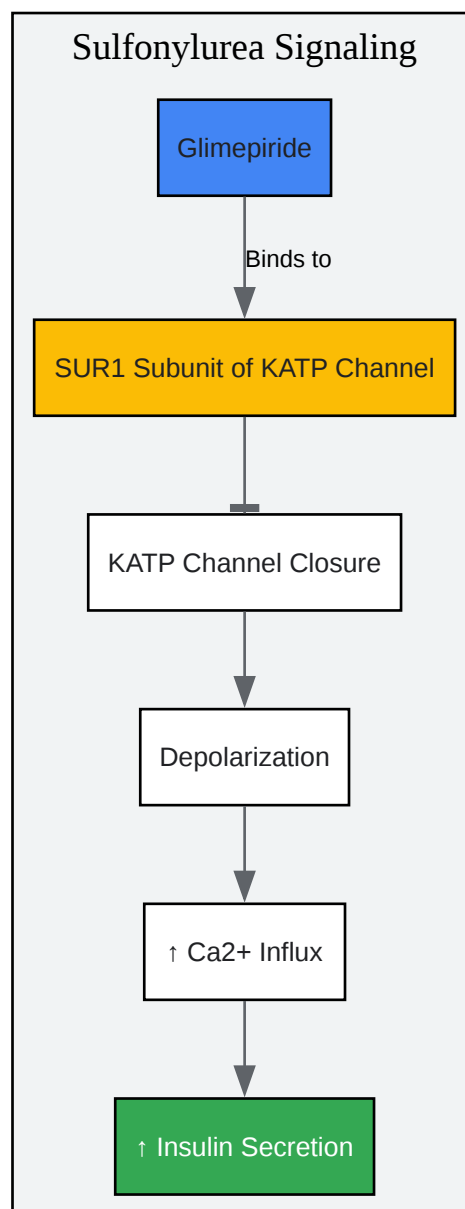 Sulfonylurea Signaling
Glimepiride
Binds to
SUR1 Subunit of KATP Channel
KATP Channel Closure
Depolarization
↑ Ca2+ Influx
↑ Insulin Secretion